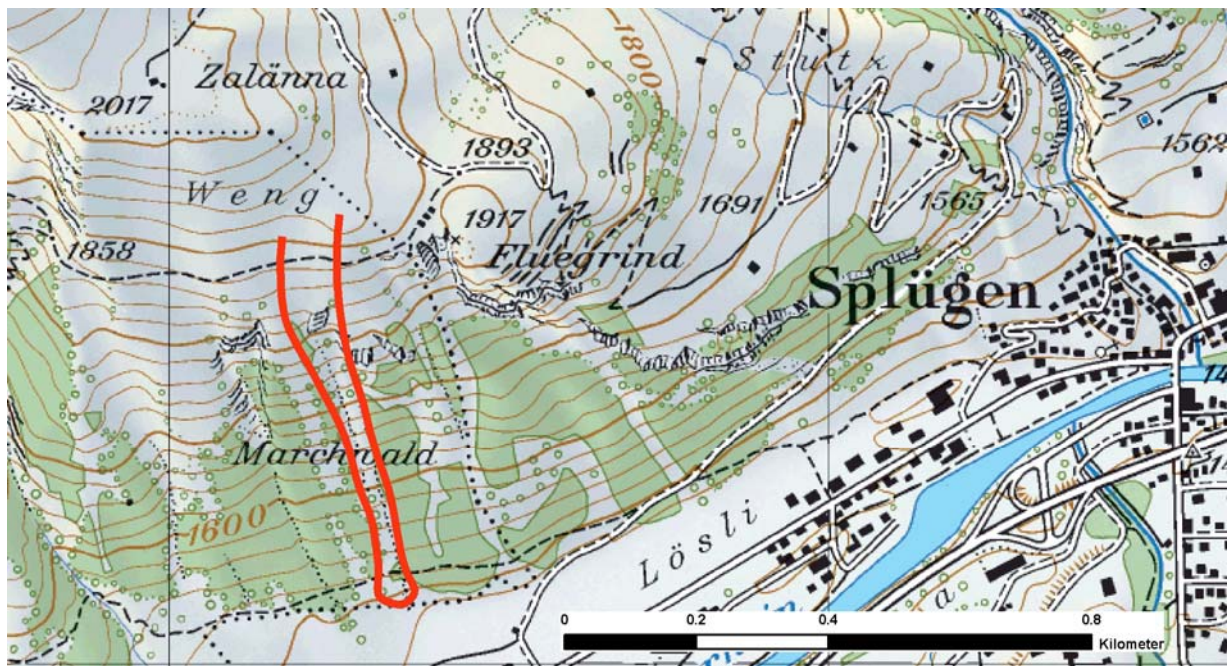 Zalänna
2017
Weng
1858
1893
1917
Fluegrind
1800
Stutz
1691
1565
1562
Splügen
Marchwald
1600
Lösli
a
0
0.2
0.4
0.8
Kilometer